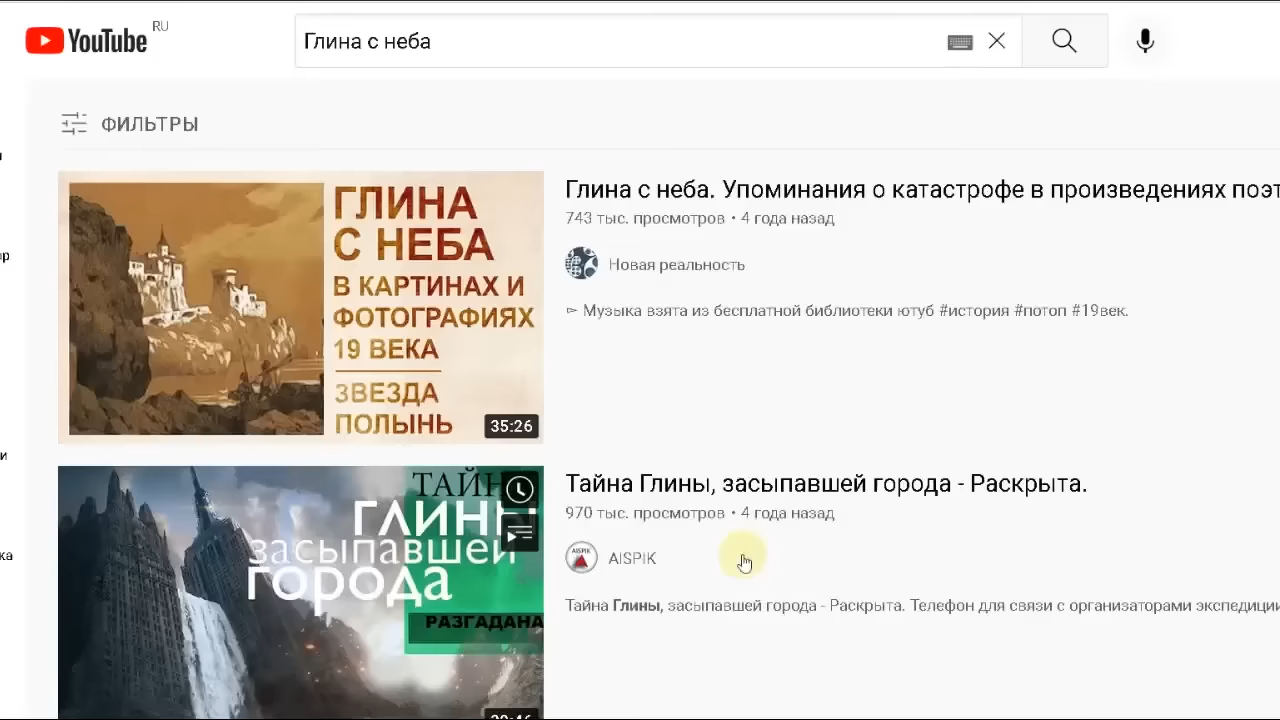 YouTube RU
Глина с неба
ФИЛЬТРЫ
ГЛИНА
С НЕБА
В КАРТИНАХ И
ФОТОГРАФИЯХ
19 ВЕКА
ЗВЕЗДА
ПОЛЫНЬ
35:26
Глина с неба. Упоминания о катастрофе в произведениях поэт
743 тыс. просмотров • 4 года назад
Новая реальность
▻ Музыка взята из бесплатной библиотеки ютуб #история #потоп #19век.
ТАЙН
ГЛИНЫ
засыпавшей
города
РАЗГАДАНА
Тайна Глины, засыпавшей города - Раскрыта.
970 тыс. просмотров • 4 года назад
AISPIK
AISPIK
Тайна Глины, засыпавшей города - Раскрыта. Телефон для связи с организаторами экспедиции